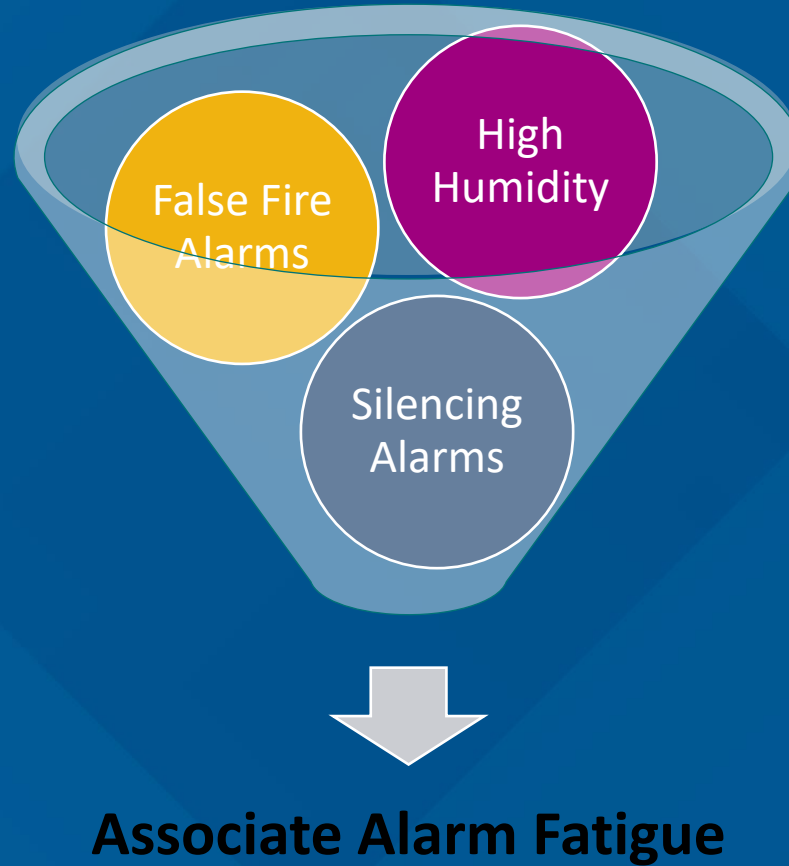 High
Humidity
False Fire
Alarms
Silencing
Alarms
Associate Alarm Fatigue